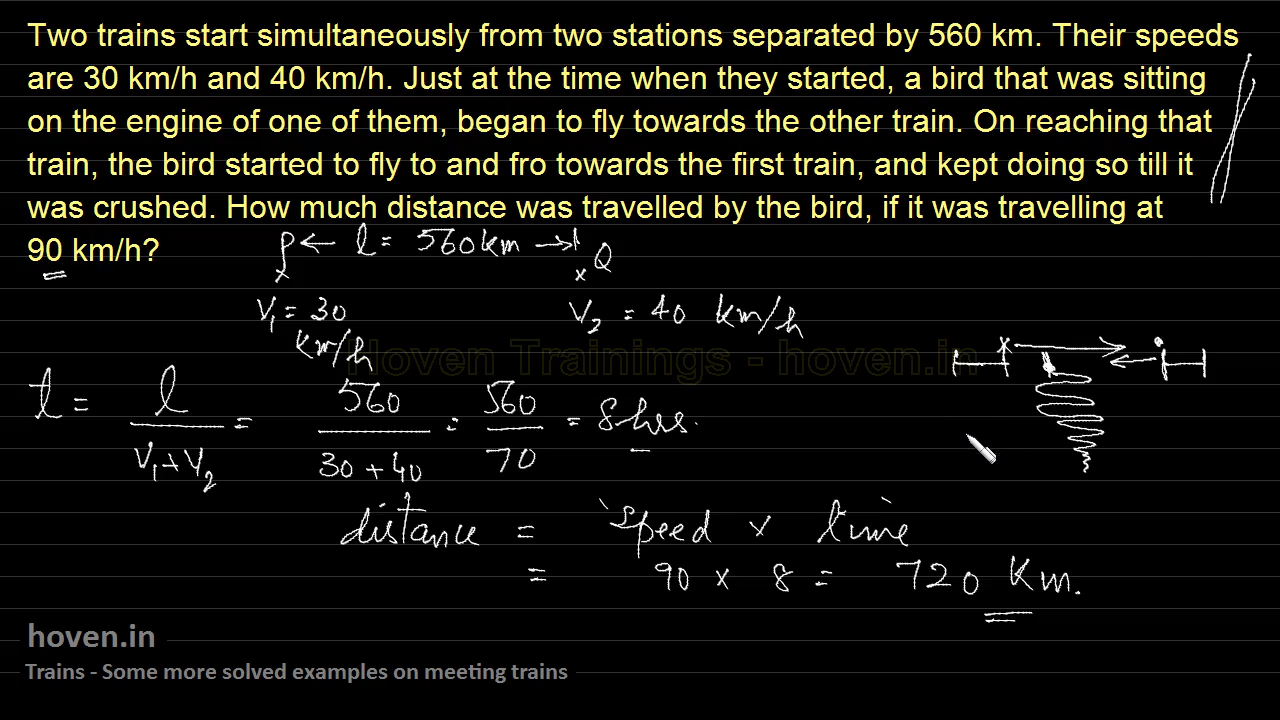 Two trains start simultaneously from two stations separated by 560 km. Their speeds
are 30 km/h and 40 km/h. Just at the time when they started, a bird that was sitting
on the engine of one of them, began to fly towards the other train. On reaching that
train, the bird started to fly to and fro towards the first train, and kept doing so till it
was crushed. How much distance was travelled by the bird, if it was travelling at
90 km/h?
P ← l = 560 km → Q
x x
V₁ = 30 km/h
V₂ = 40 km/h
Hoven Trainings - hoven.in
t = l / (V₁ + V₂) = 560 / (30 + 40) = 560 / 70 = 8 hrs.
distance = speed × time
= 90 × 8 = 720 Km.
hoven.in
Trains - Some more solved examples on meeting trains